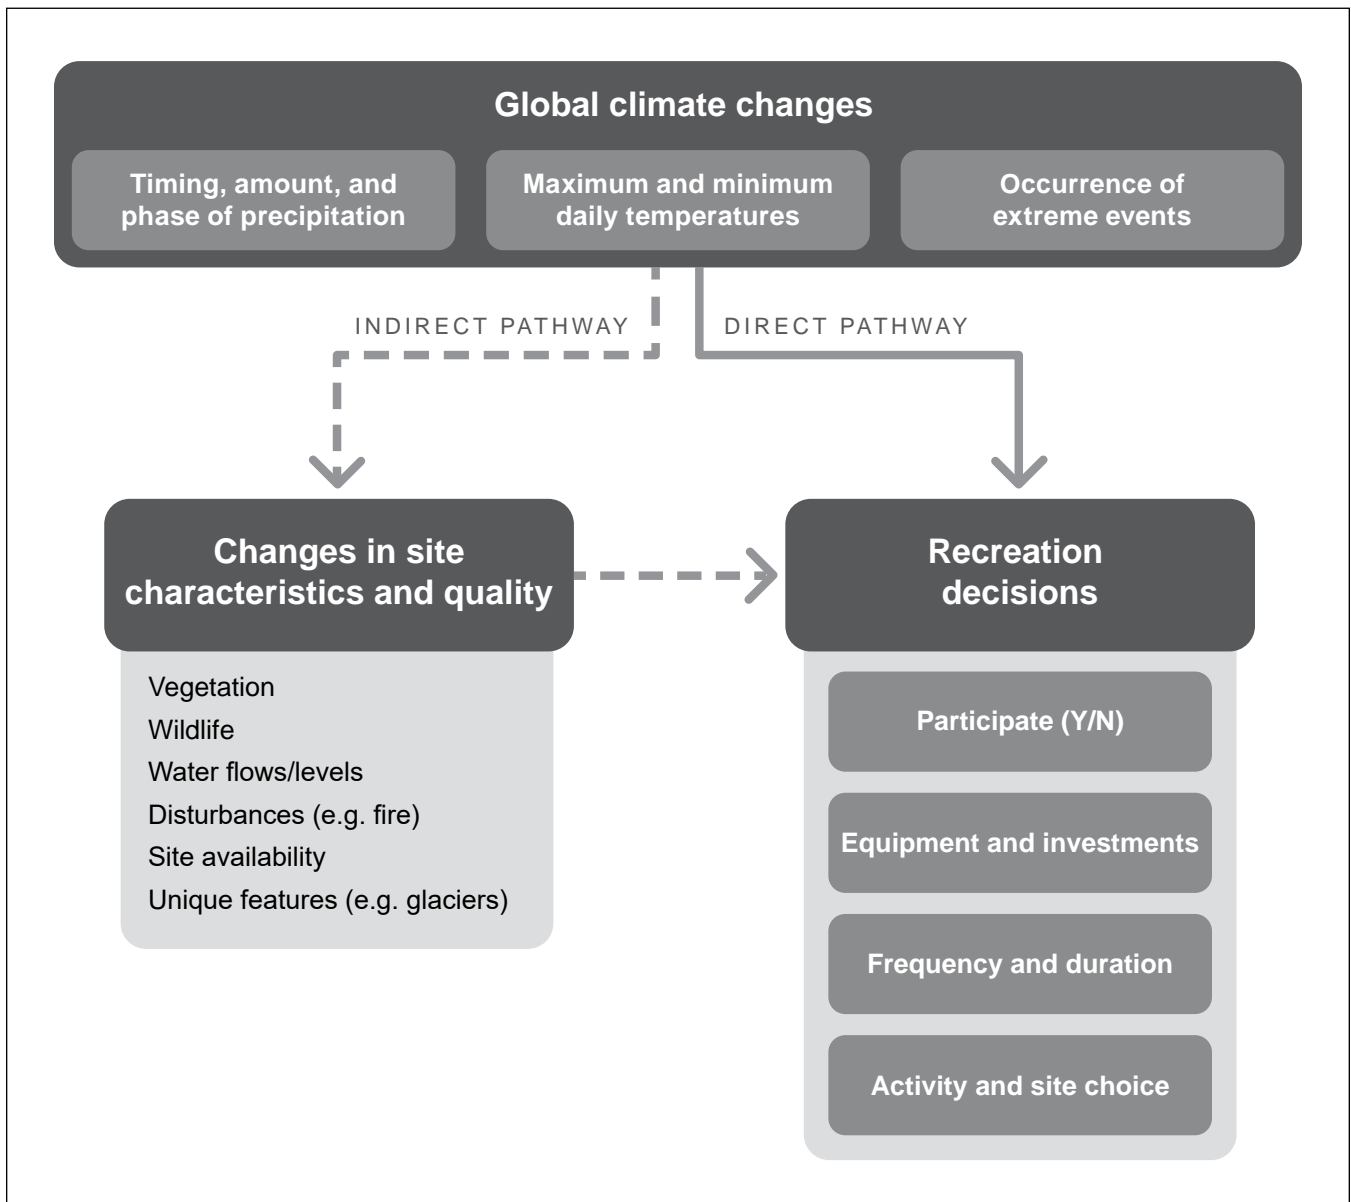 Global climate changes
Timing, amount, and
phase of precipitation
Maximum and minimum
daily temperatures
Occurrence of
extreme events
INDIRECT PATHWAY
DIRECT PATHWAY
Changes in site
characteristics and quality
Vegetation
Wildlife
Water flows/levels
Disturbances (e.g. fire)
Site availability
Unique features (e.g. glaciers)
Recreation
decisions
Participate (Y/N)
Equipment and investments
Frequency and duration
Activity and site choice